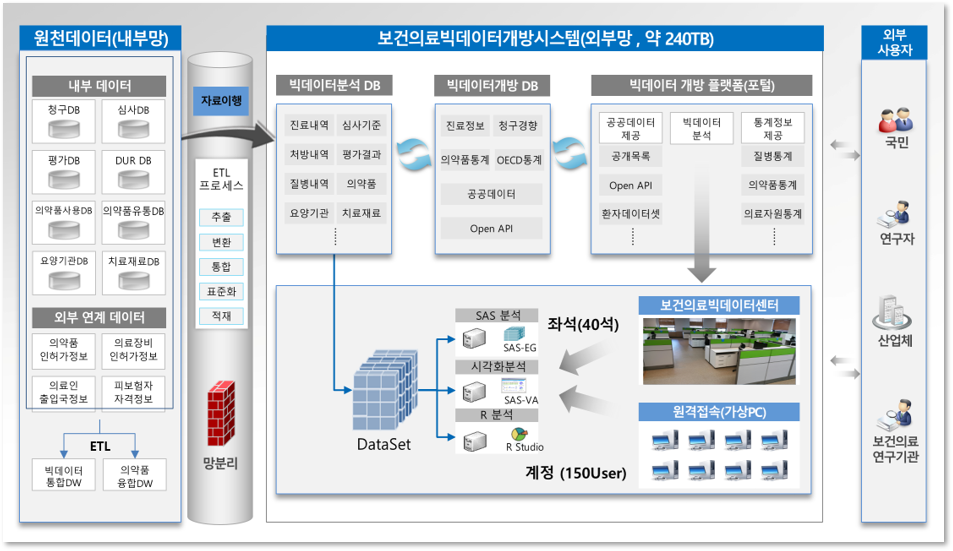 원천데이터(내부망)
내부 데이터
청구DB
심사DB
평가DB
DUR DB
의약품사용DB
의약품유통DB
요양기관DB
치료재료DB
외부 연계 데이터
의약품
인허가정보
의료장비
인허가정보
의료인
출입국정보
피보험자
자격정보
ETL
빅데이터
통합DW
의약품
융합DW
자료이행
ETL
프로세스
추출
변환
통합
표준화
적재
망분리
보건의료빅데이터개방시스템(외부망 , 약 240TB)
빅데이터분석 DB
진료내역
심사기준
처방내역
평가결과
질병내역
의약품
요양기관
치료재료
빅데이터개방 DB
진료정보
청구경향
의약품통계
OECD통계
공공데이터
Open API
빅데이터 개방 플랫폼(포털)
공공데이터
제공
빅데이터
분석
통계정보
제공
공개목록
질병통계
Open API
의약품통계
환자데이터셋
의료자원통계
DataSet
SAS 분석
SAS-EG
시각화분석
SAS-VA
R 분석
R Studio
좌석(40석)
계정 (150User)
보건의료빅데이터센터
원격접속(가상PC)
외부
사용자
국민
연구자
산업체
보건의료
연구기관